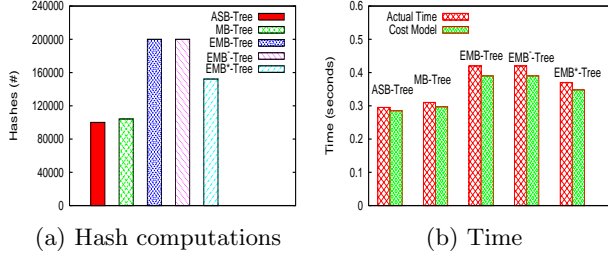 200000
160000
120000
80000
40000
0
Hashes (#)
ASB-Tree
MB-Tree
EMB-Tree
EMB⁻-Tree
EMB*-Tree
(a) Hash computations
0.6
0.5
0.4
0.3
0.2
0.1
0
Time (seconds)
Actual Time
Cost Model
ASB-Tree
MB-Tree
EMB-Tree
EMB⁻-Tree
EMB*-Tree
(b) Time